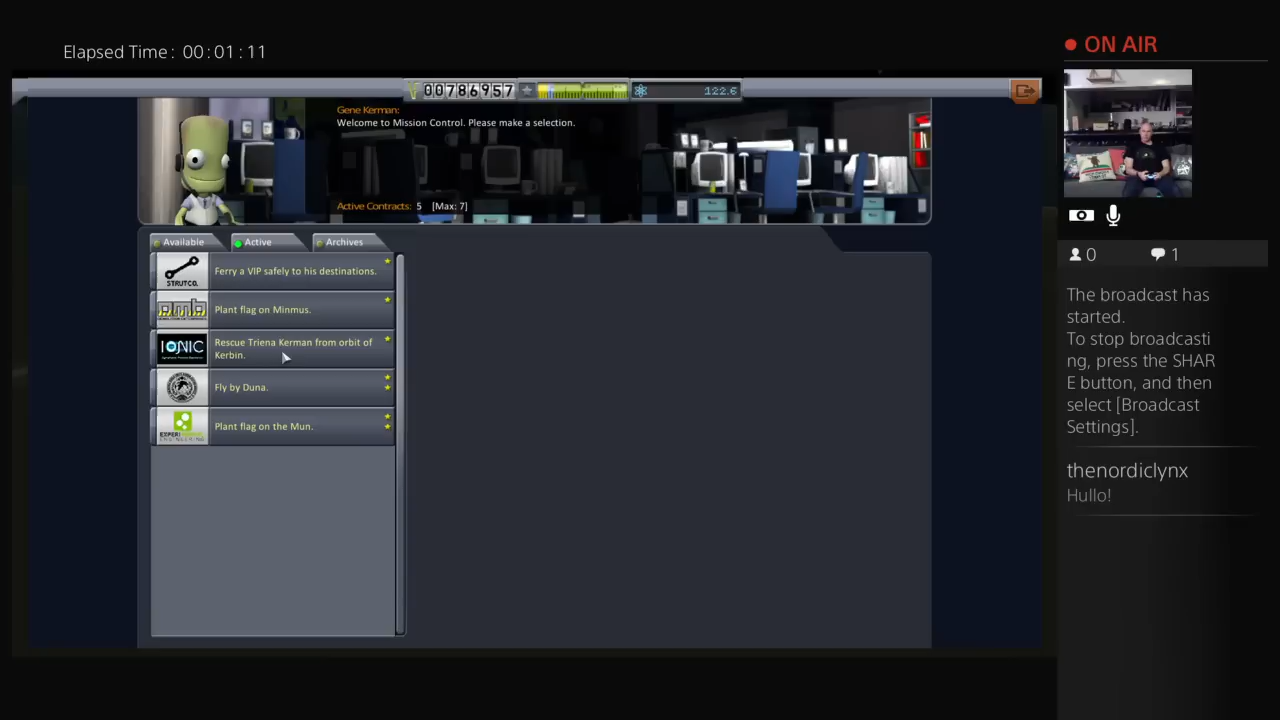 Elapsed Time: 00:01:11
ON AIR
00786957
122.6
Gene Kerman:
Welcome to Mission Control. Please make a selection.
Active Contracts: 5 [Max: 7]
Available
Active
Archives
STRUTCO.
Ferry a VIP safely to his destinations.
Plant flag on Minmus.
IONIC
Rescue Triena Kerman from orbit of
Kerbin.
Fly by Duna.
Plant flag on the Mun.
0
1
The broadcast has
started.
To stop broadcasti
ng, press the SHAR
E button, and then
select [Broadcast
Settings].
thenordiclynx
Hullo!